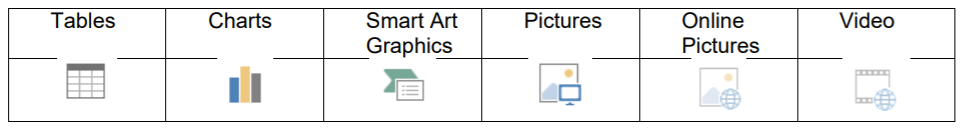 Tables
Charts
Smart Art
Graphics
Pictures
Online
Pictures
Video